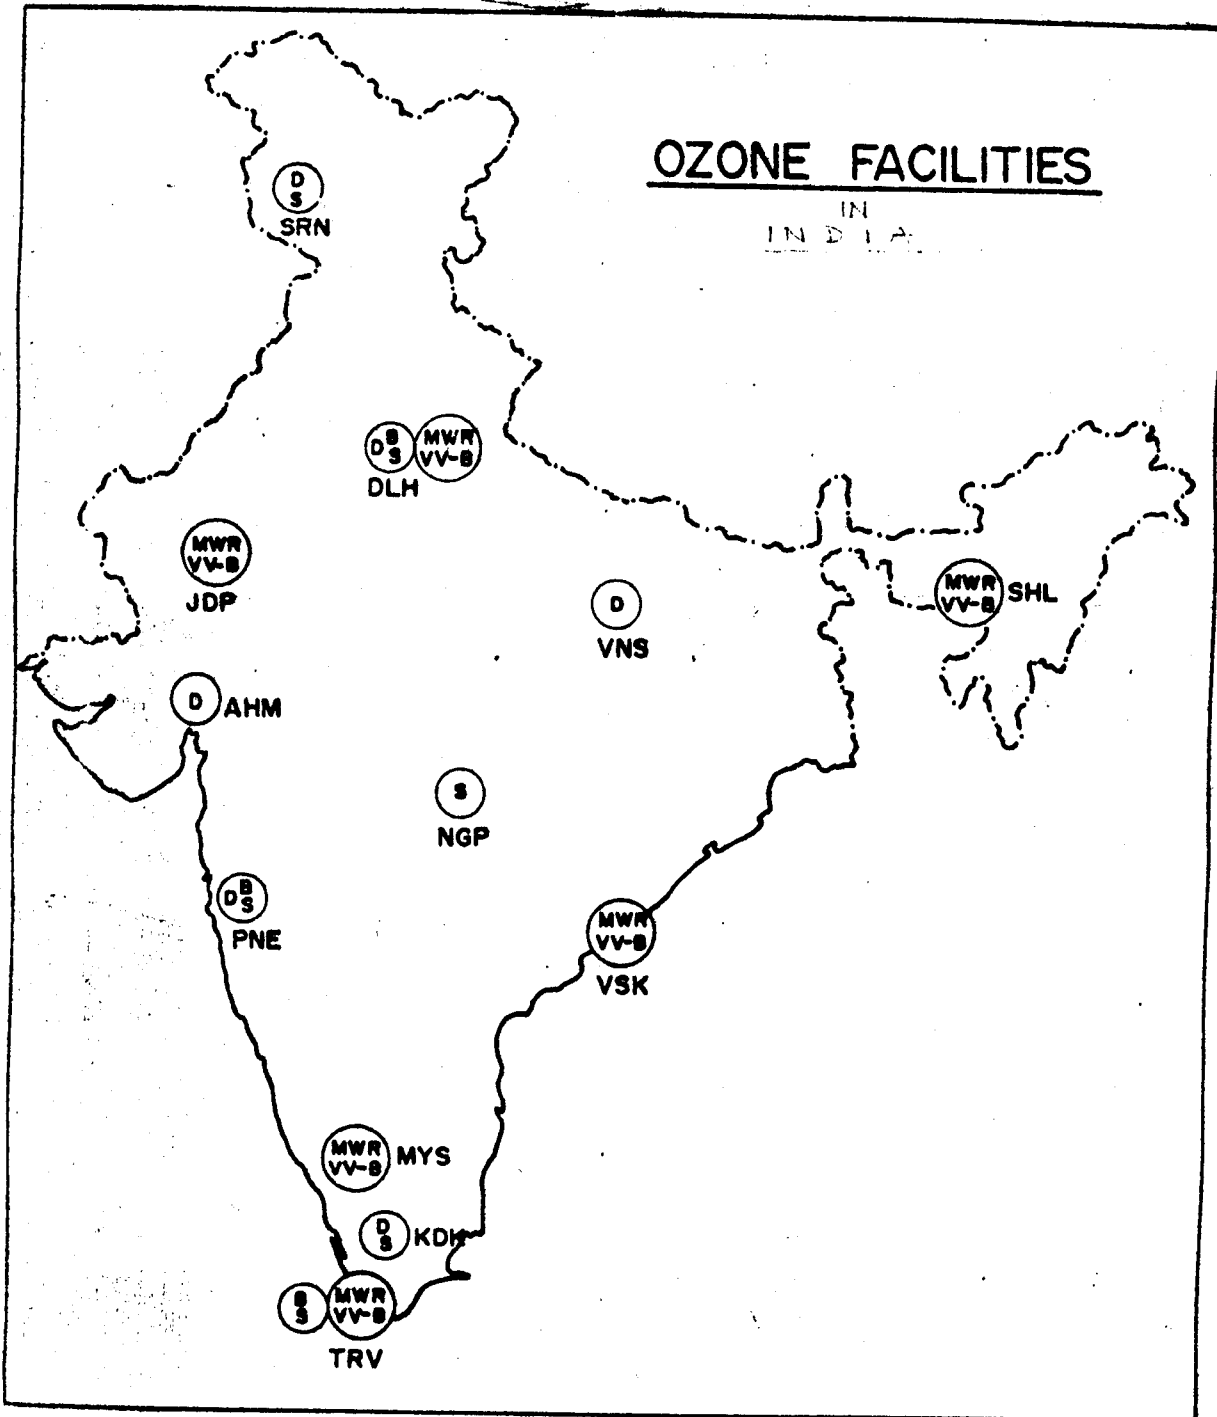 OZONE FACILITIES
IN
INDIA
D
S
SRN
D B
S
MWR
VV-B
DLH
MWR
VV-B
JDP
D
VNS
MWR
VV-B
SHL
D
AHM
S
NGP
D B
S
PNE
MWR
VV-B
VSK
MWR
VV-B
MYS
D
S
KDK
B
S
MWR
VV-B
TRV